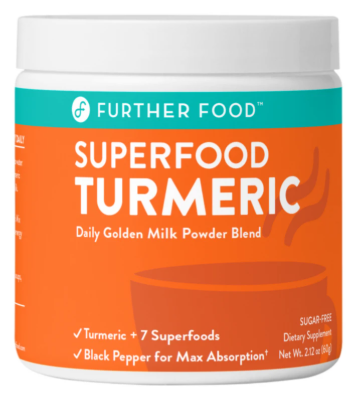 FURTHER FOOD™
SUPERFOOD
TURMERIC
Daily Golden Milk Powder Blend
✓ Turmeric + 7 Superfoods
✓ Black Pepper for Max Absorption†
SUGAR-FREE
Dietary Supplement
Net Wt. 2.12 oz (60g)